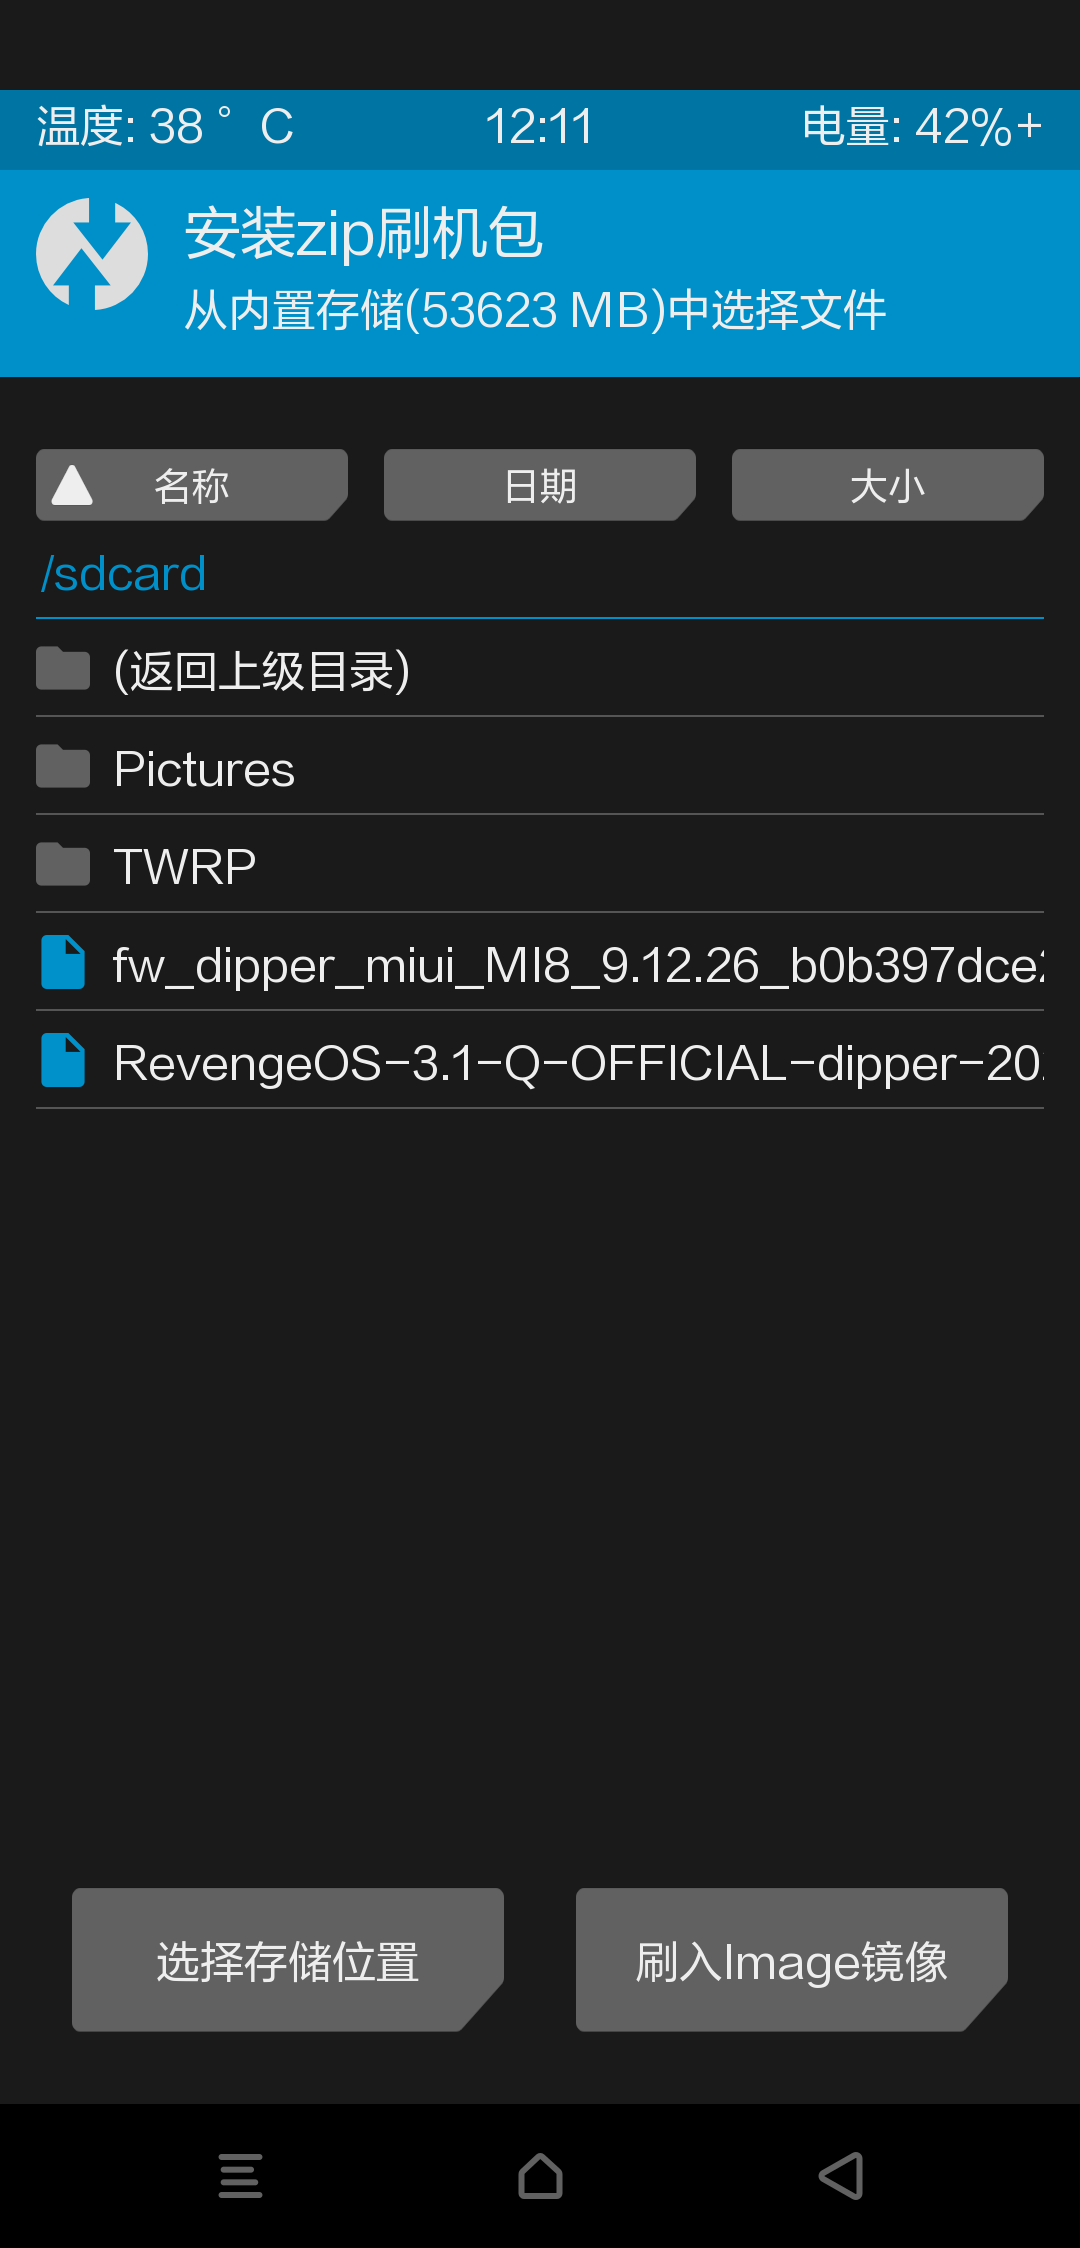 温度: 38 ° C 12:11 电量: 42%+
安装zip刷机包
从内置存储(53623 MB)中选择文件
名称 日期 大小
/sdcard
(返回上级目录)
Pictures
TWRP
fw_dipper_miui_MI8_9.12.26_b0b397dce
RevengeOS-3.1-Q-OFFICIAL-dipper-20
选择存储位置 刷入Image镜像